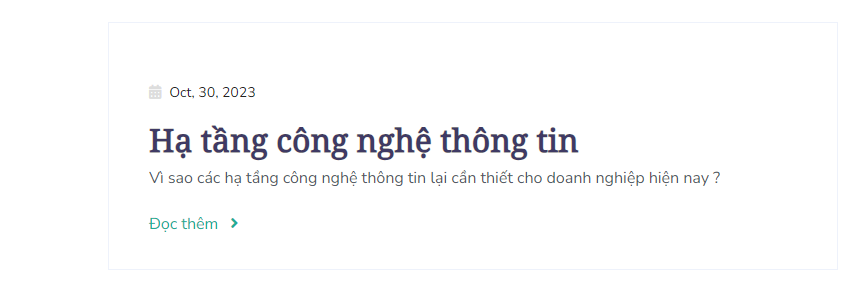 Oct, 30, 2023
Hạ tầng công nghệ thông tin
Vì sao các hạ tầng công nghệ thông tin lại cần thiết cho doanh nghiệp hiện nay ?
Đọc thêm